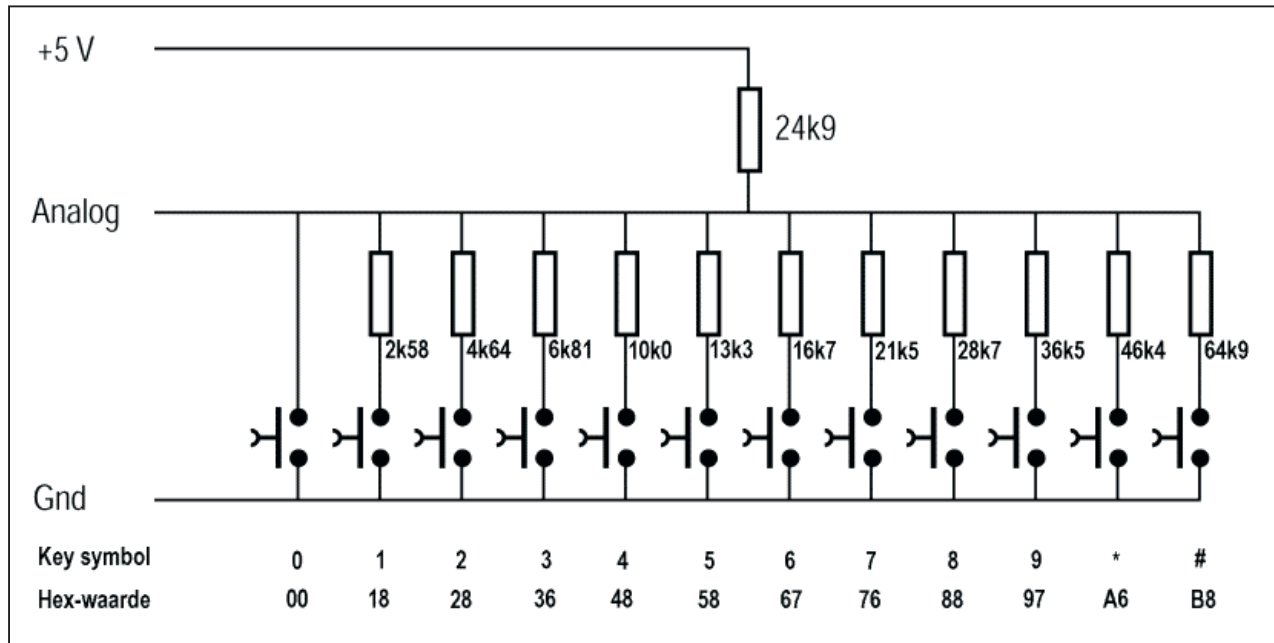 +5 V
24k9
Analog
2k58 4k64 6k81 10k0 13k3 16k7 21k5 28k7 36k5 46k4 64k9
Gnd
Key symbol 0 1 2 3 4 5 6 7 8 9 * #
Hex-waarde 00 18 28 36 48 58 67 76 88 97 A6 B8